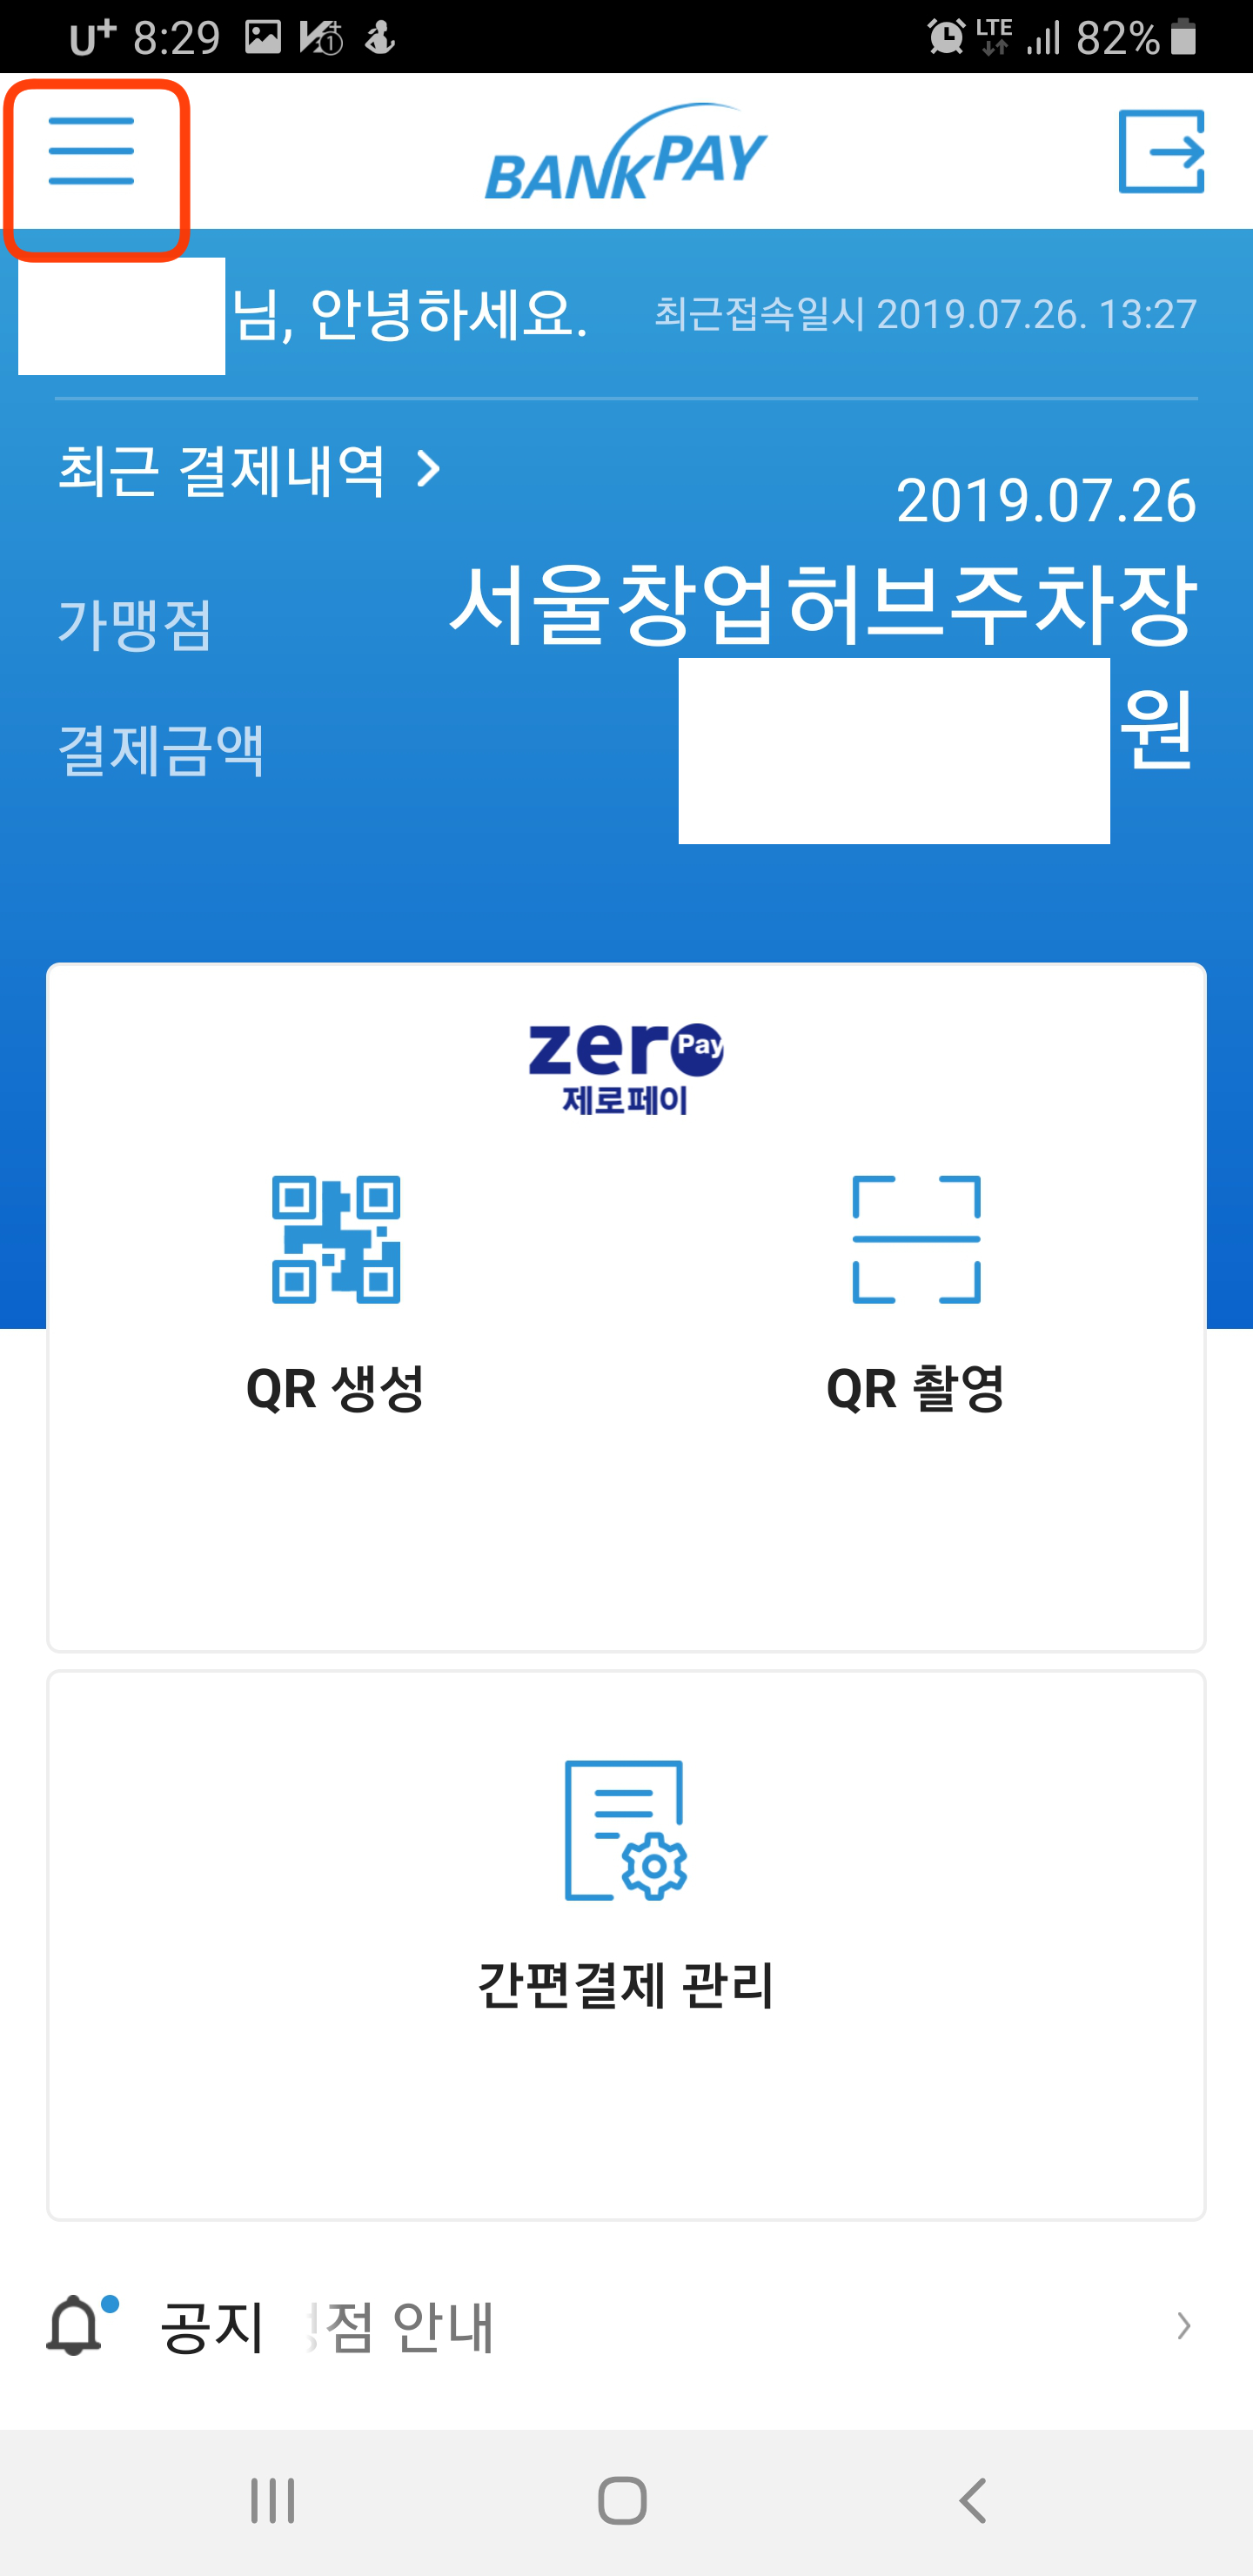 U+ 8:29 LTE 82%
BANKPAY
님, 안녕하세요. 최근접속일시 2019.07.26. 13:27
최근 결제내역
2019.07.26
가맹점 서울창업허브주차장
결제금액 원
zero Pay
제로페이
QR 생성 QR 촬영
간편결제 관리
공지 점 안내